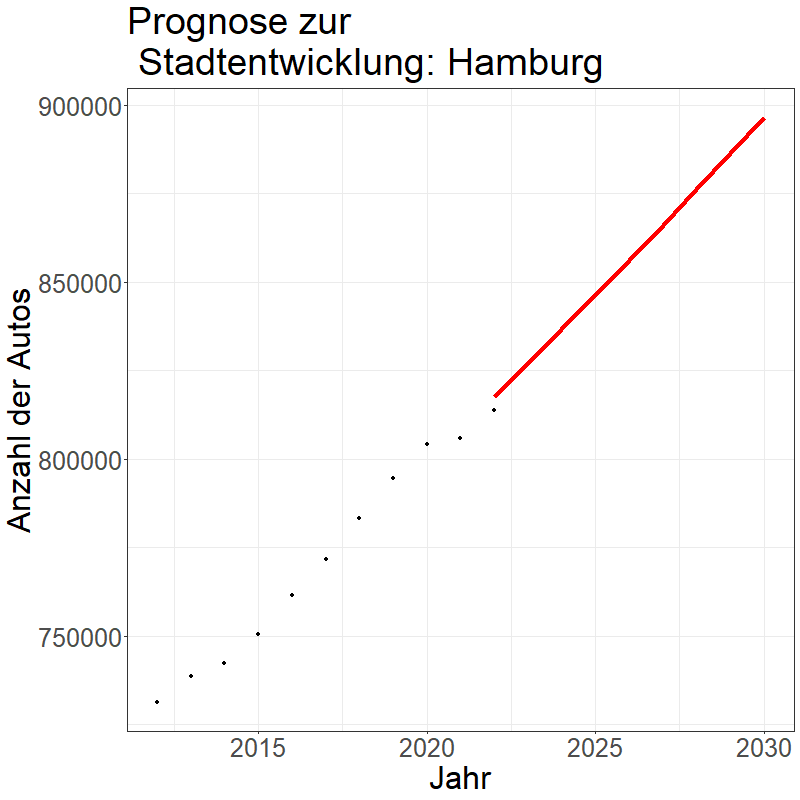 Prognose zur
Stadtentwicklung: Hamburg
900000
850000
800000
750000
Anzahl der Autos
2015 2020 2025 2030
Jahr